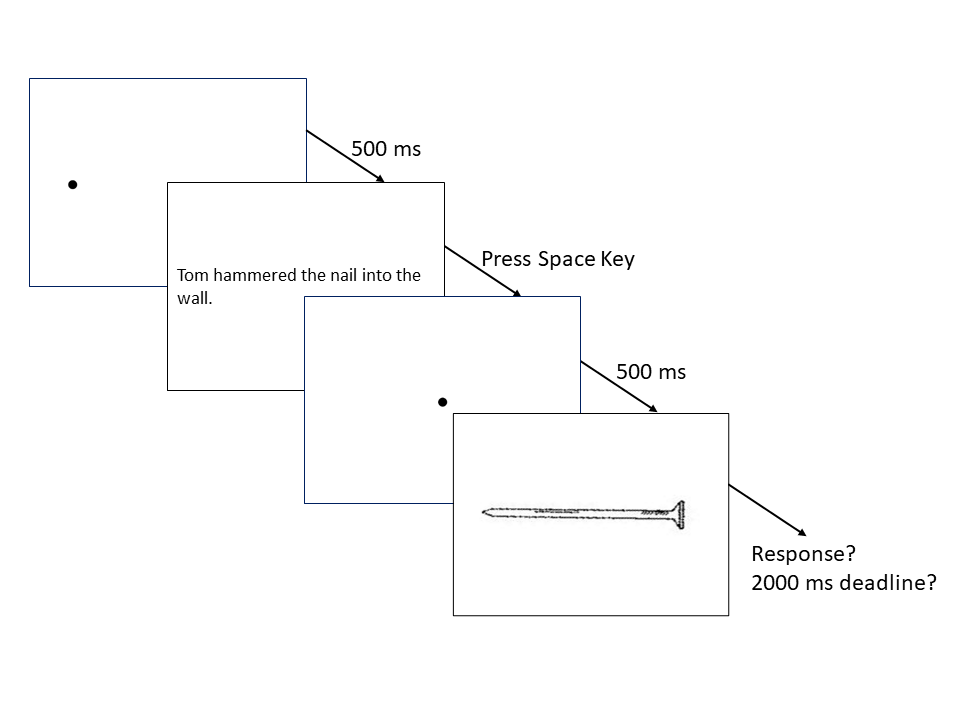 500 ms
Tom hammered the nail into the
wall.
Press Space Key
500 ms
Response?
2000 ms deadline?